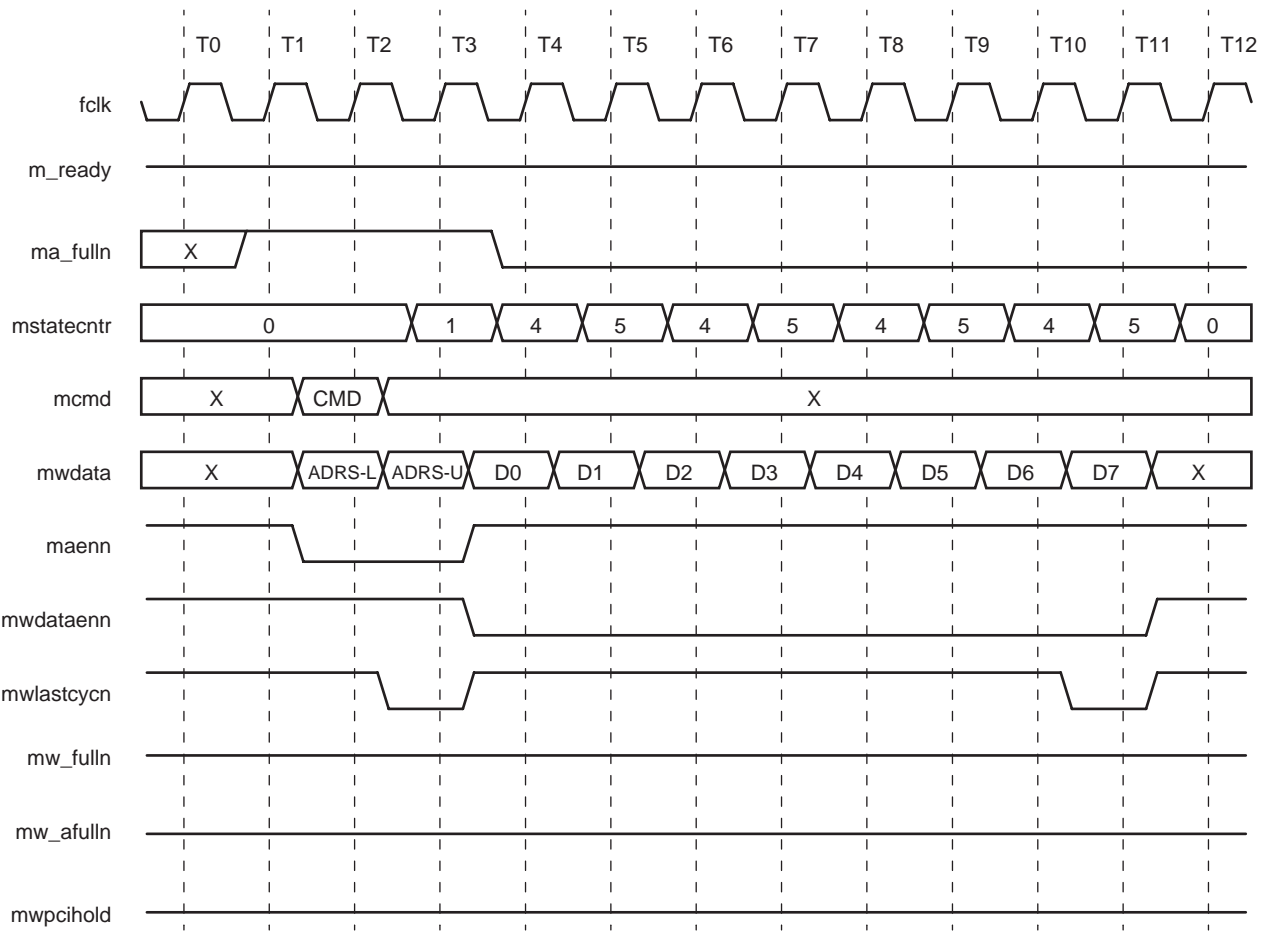 T0 T1 T2 T3 T4 T5 T6 T7 T8 T9 T10 T11 T12
fclk
m_ready
ma_fulln X
mstatecntr 0 1 4 5 4 5 4 5 4 5 0
mcmd X CMD X
mwdata X ADRS-L ADRS-U D0 D1 D2 D3 D4 D5 D6 D7 X
maenn
mwdataenn
mwlastcycn
mw_fulln
mw_afulln
mwpcihold